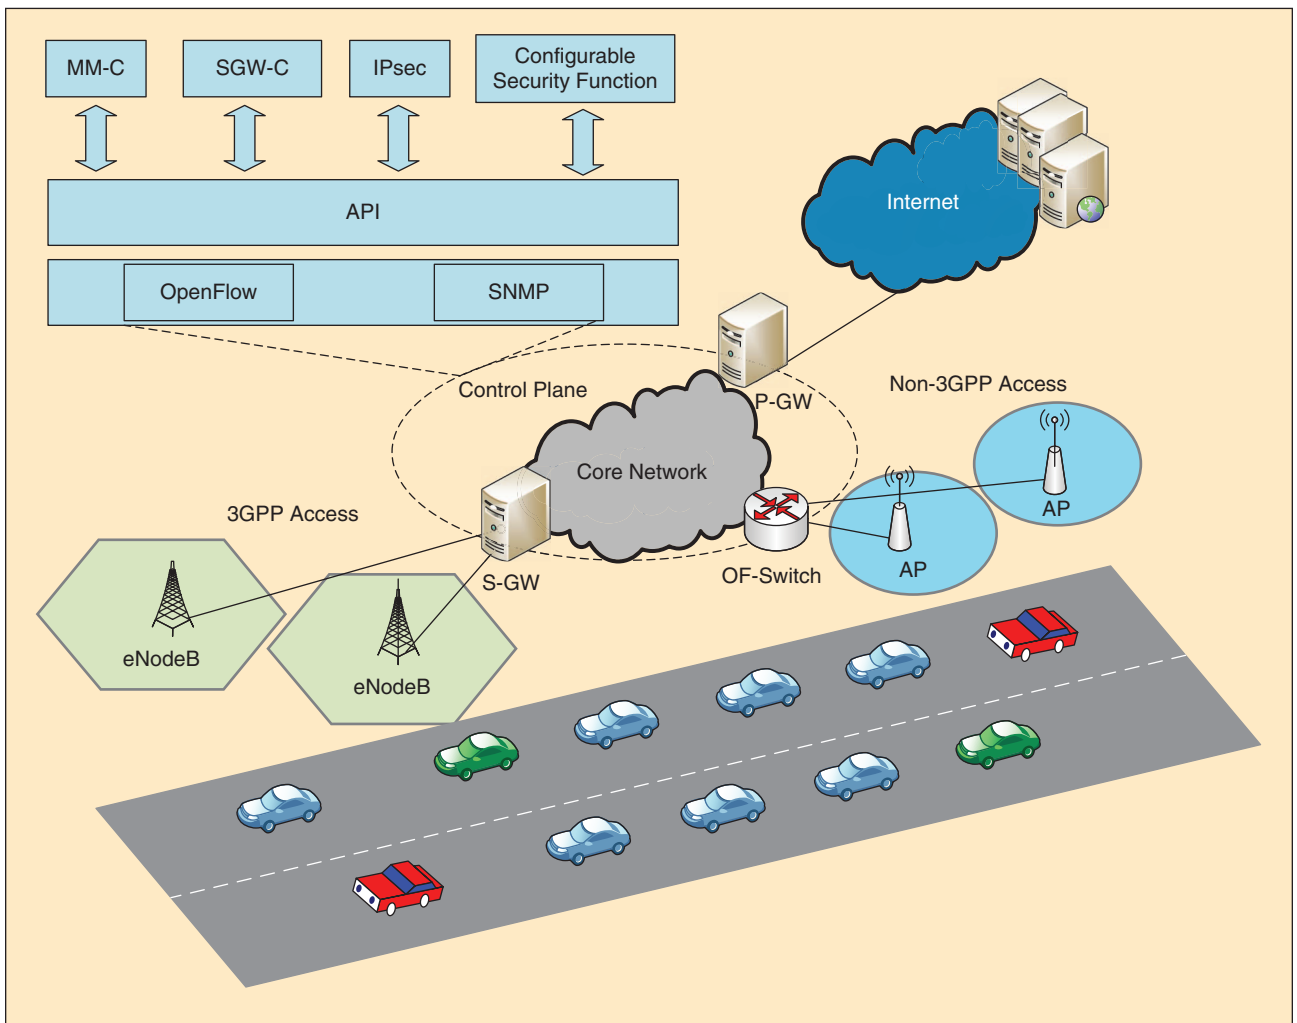 MM-C
SGW-C
IPsec
Configurable
Security Function
API
OpenFlow
SNMP
Internet
Control Plane
P-GW
Non-3GPP Access
Core Network
3GPP Access
AP
AP
OF-Switch
S-GW
eNodeB
eNodeB